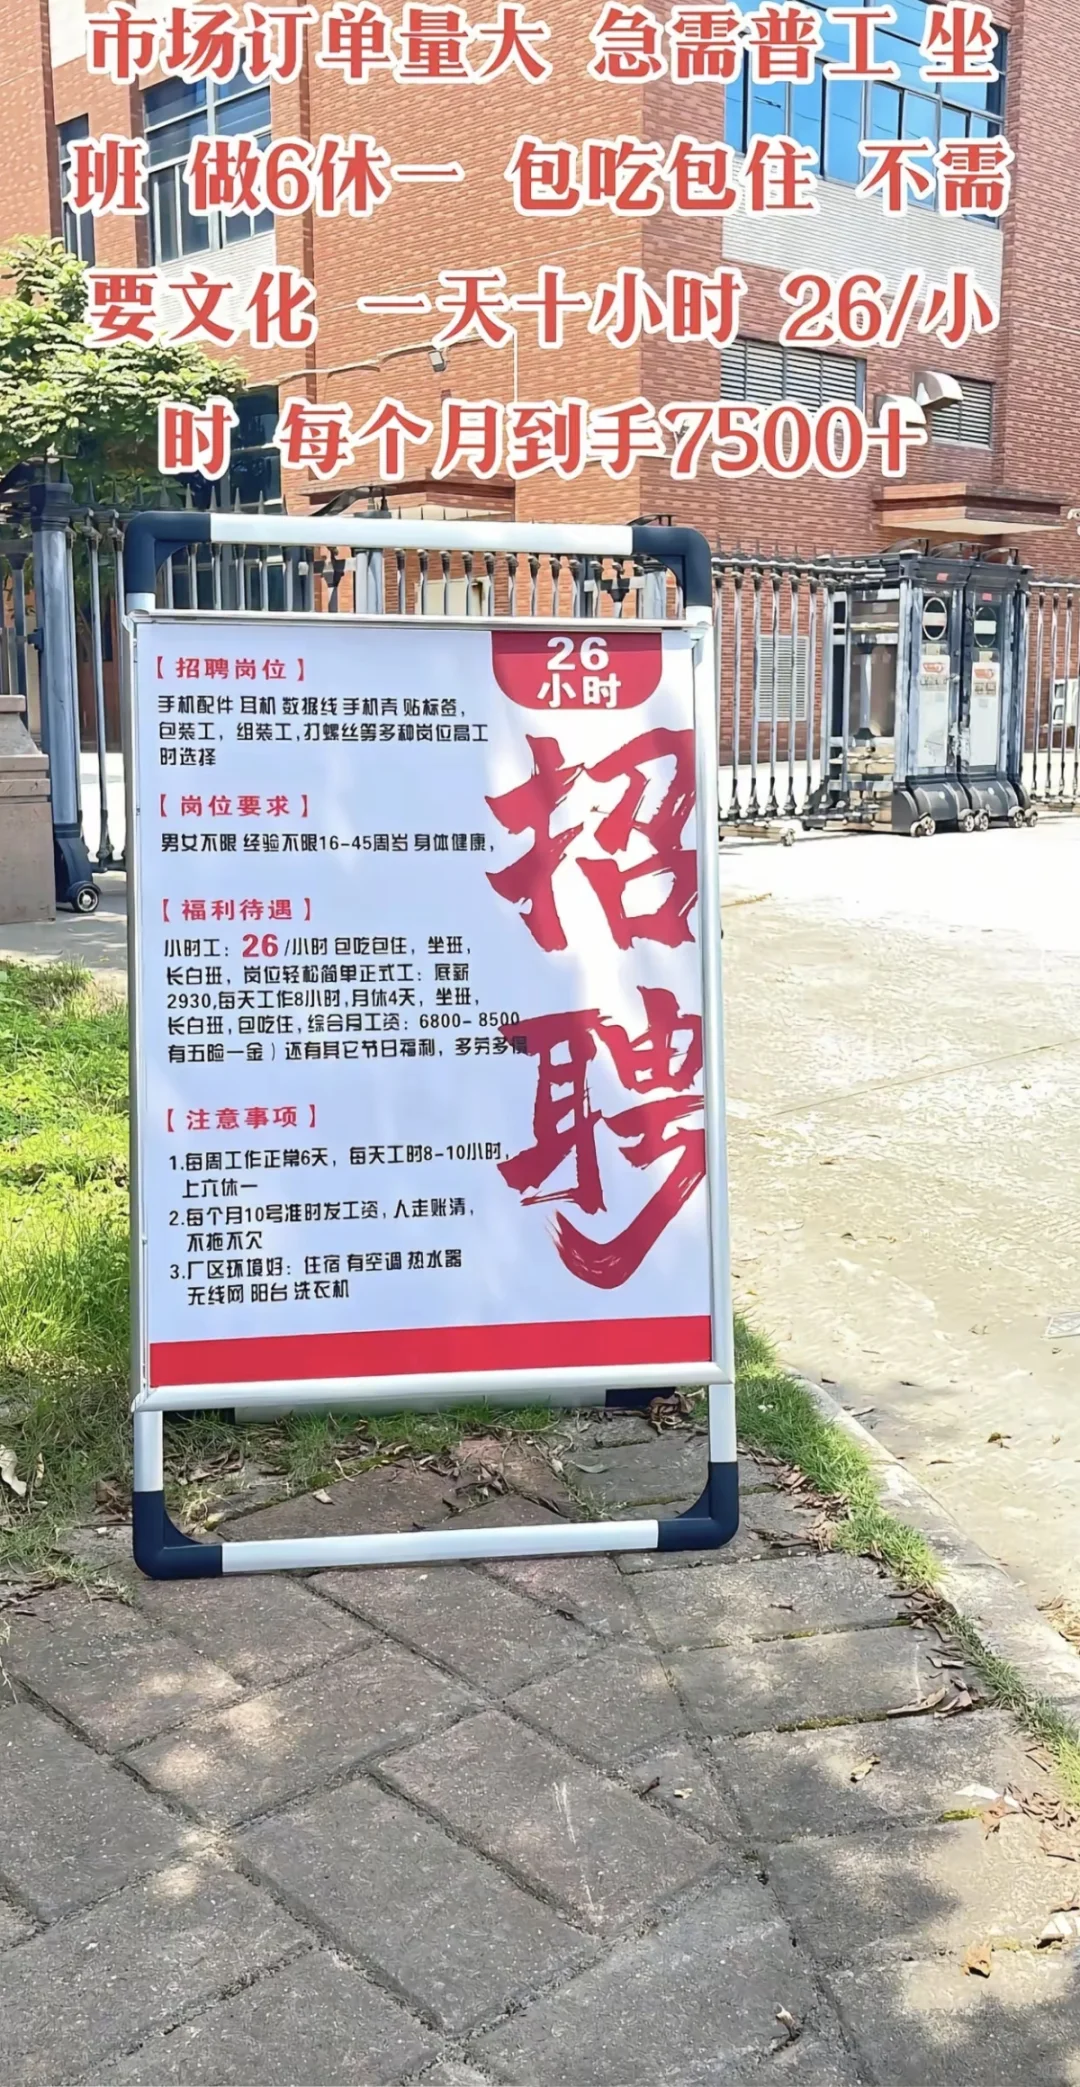 市场订单量大 急需普工 坐
班 做6休一 包吃包住 不需
要文化 一天十小时 26/小
时 每个月到手7500+
26
小时
招聘
【招聘岗位】
手机配件 耳机 数据线 手机壳 贴标签，
包装工，组装工，打螺丝等多种岗位高工
时选择
【岗位要求】
男女不限 经验不限16-45周岁 身体健康，
【福利待遇】
小时工：26/小时 包吃包住，坐班，
长白班，岗位轻松简单正式工：底薪
2930,每天工作8小时,月休4天，坐班，
长白班，包吃住，综合月工资：6800-8500
有五险一金）还有其它节日福利，多劳多得
【注意事项】
1.每周工作正常6天，每天工时8-10小时，
上六休一
2.每个月10号准时发工资，人走账清，
不拖不欠
3.厂区环境好：住宿 有空调 热水器
无线网 阳台 洗衣机